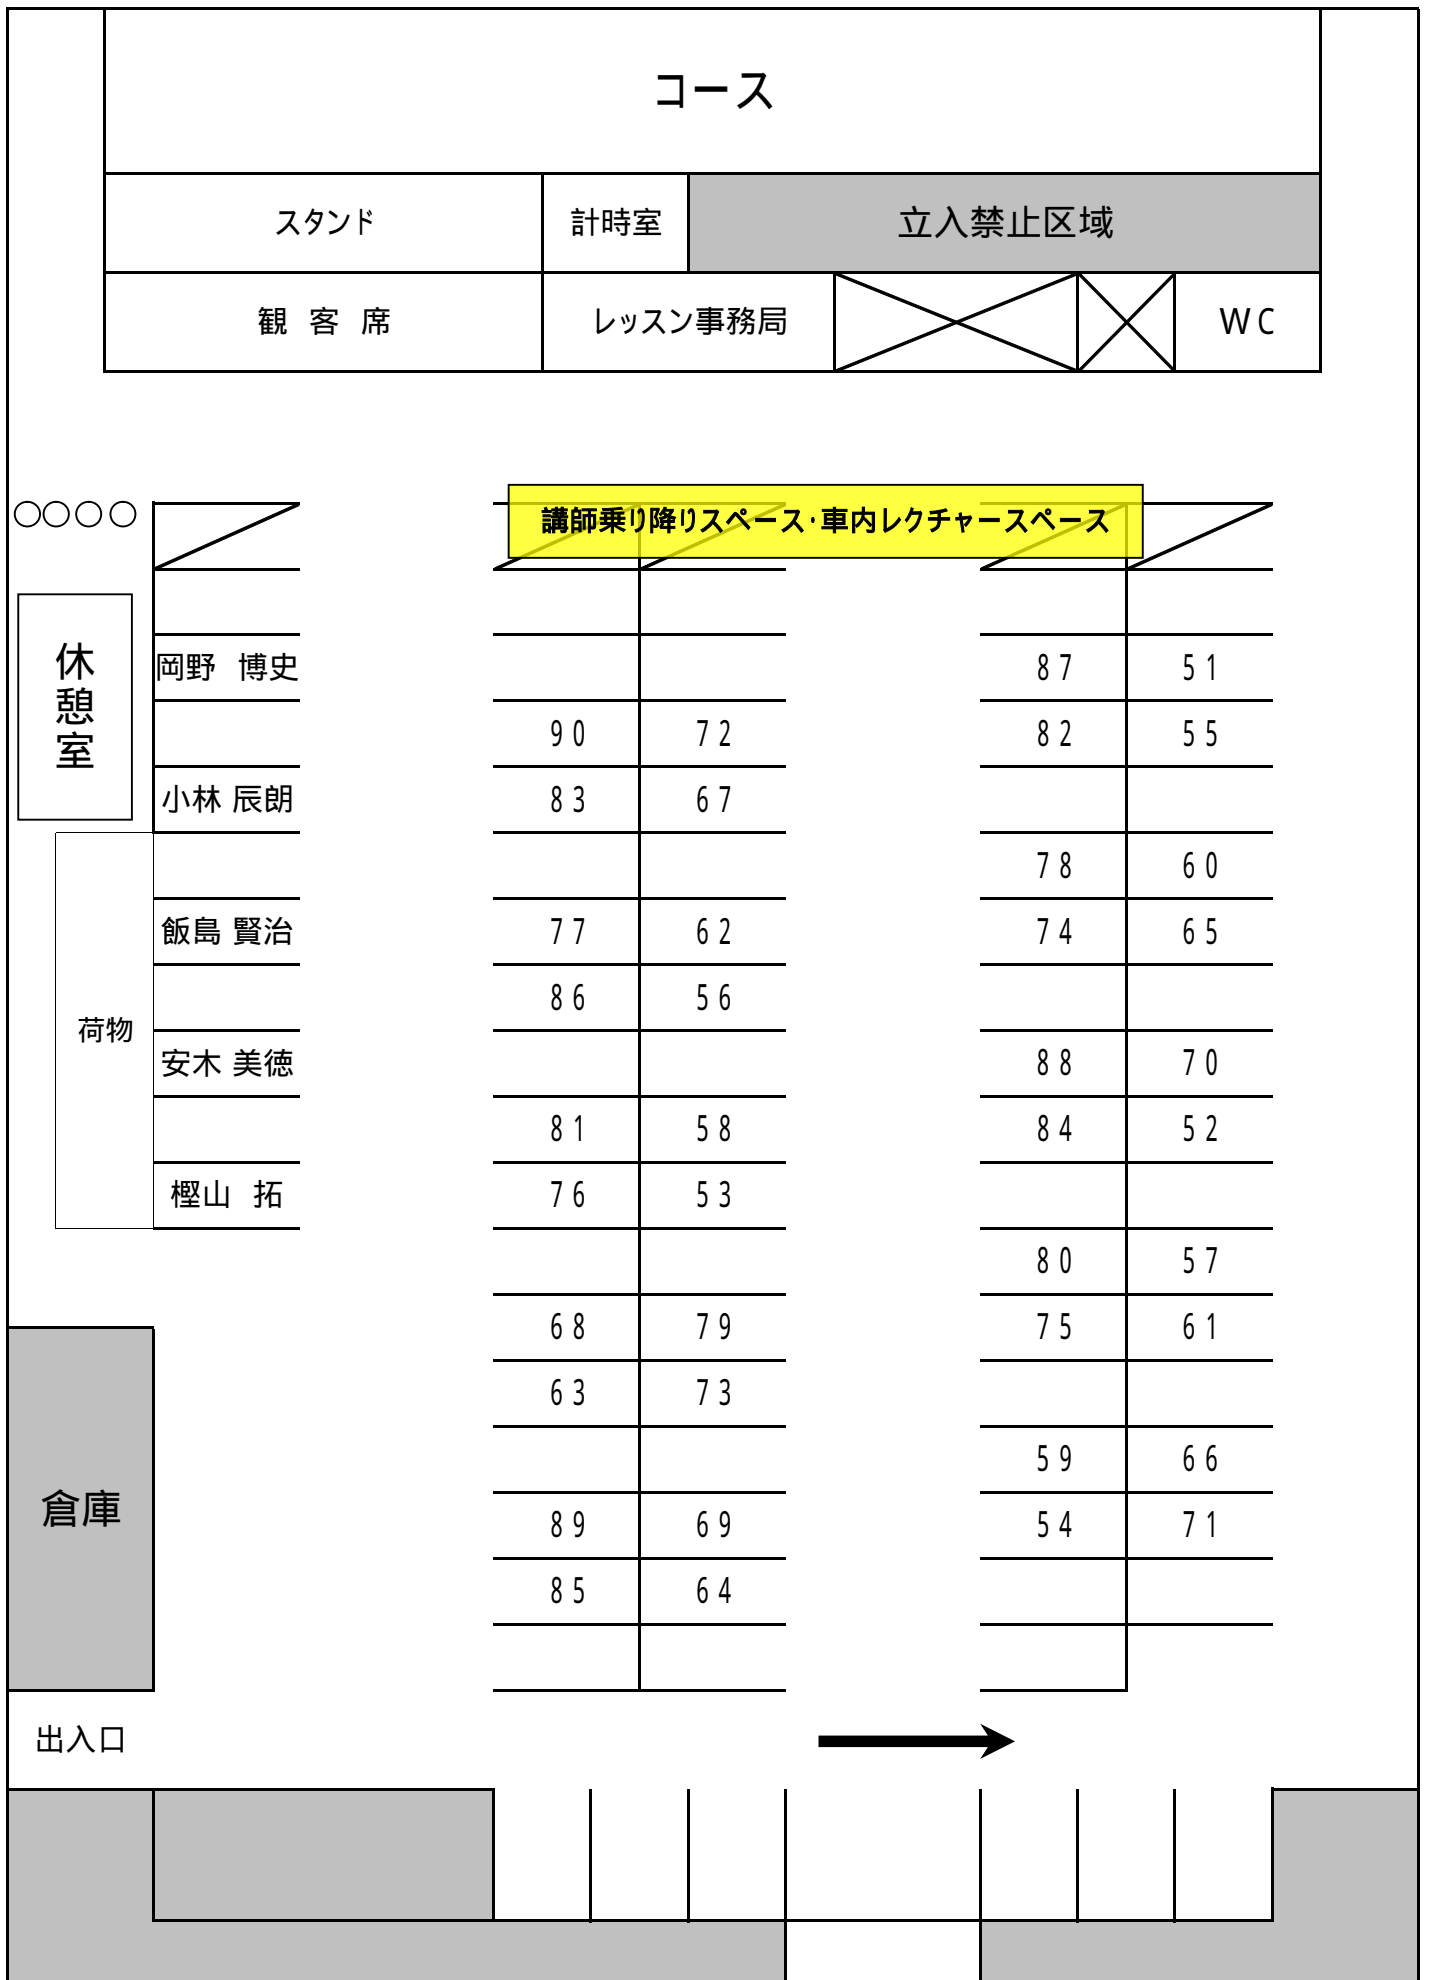 コース
スタンド 計時室 立入禁止区域
観 客 席 レッスン事務局 WC
○○○○ 講師乗り降りスペース・車内レクチャースペース
休憩室
岡野 博史 87 51
90 72 82 55
小林 辰朗 83 67
78 60
飯島 賢治 77 62 74 65
86 56
荷物
安木 美徳 88 70
81 58 84 52
樫山 拓 76 53
80 57
68 79 75 61
63 73
59 66
倉庫
89 69 54 71
85 64
出入口